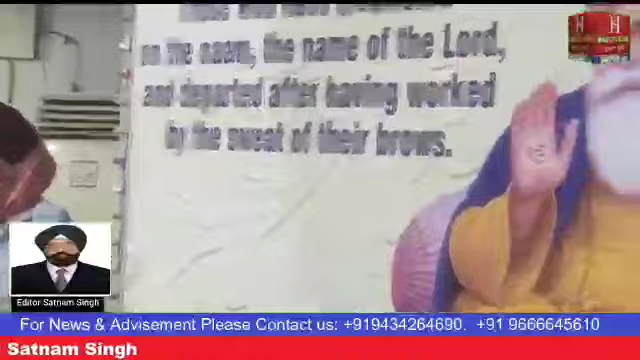 on the dawn, the name of the Lord,
and departed after having worked
by the sweat of their brows.
Editor Satnam Singh
For News & Advisement Please Contact us: +919434264690. +91 9666645610
Satnam Singh